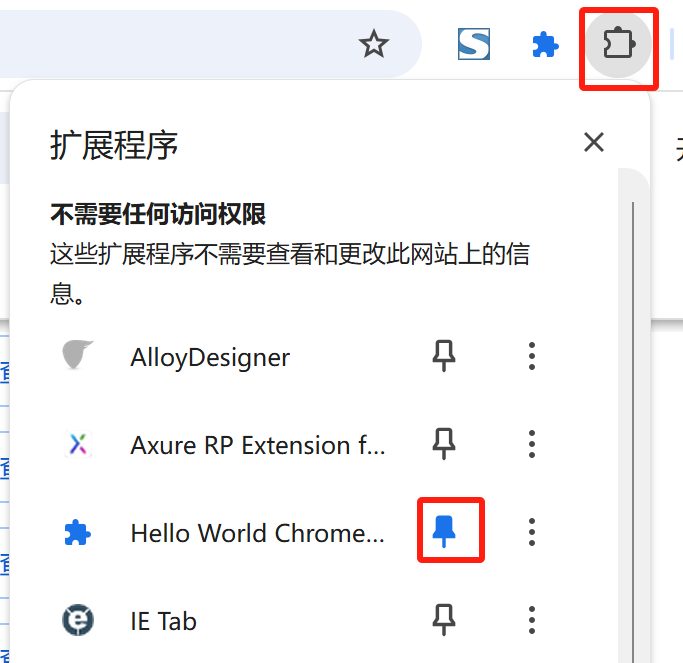 扩展程序
不需要任何访问权限
这些扩展程序不需要查看和更改此网站上的信
息。
AlloyDesigner
Axure RP Extension f...
Hello World Chrome...
IE Tab